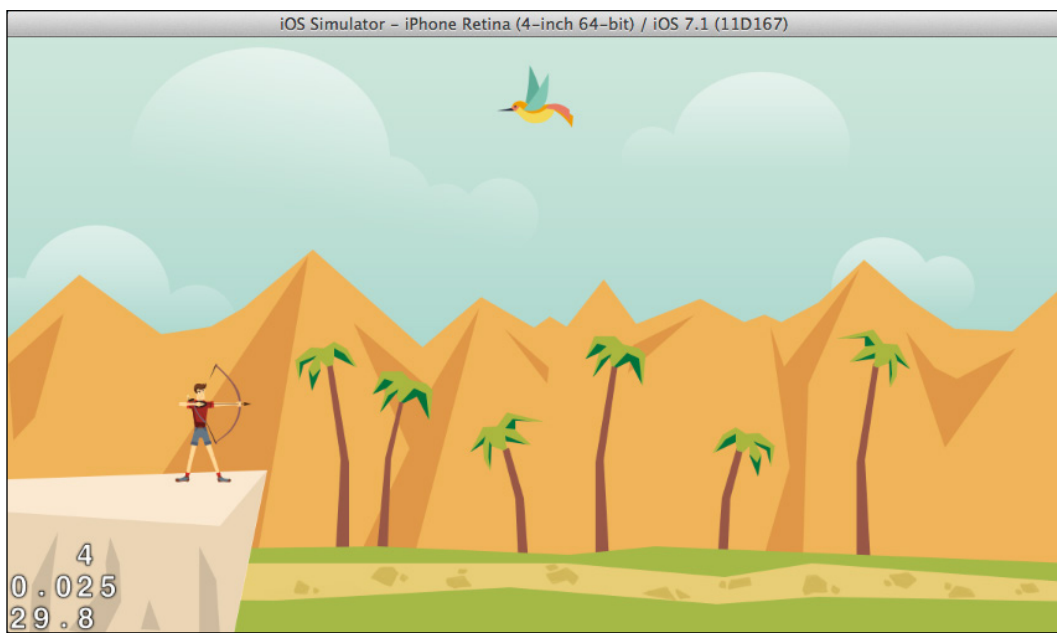 iOS Simulator – iPhone Retina (4-inch 64-bit) / iOS 7.1 (11D167)
4
0.025
29.8